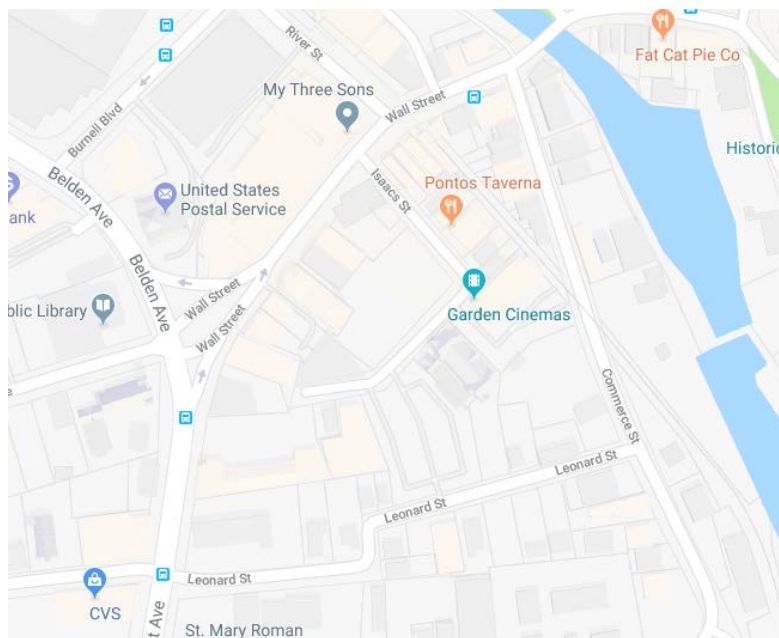 Fat Cat Pie Co
River St
My Three Sons
Wall Street
Burnell Blvd
Historic
Isaacs St
Belden Ave
United States
Postal Service
Pontos Taverna
ank
Belden Ave
Wall Street
blic Library
Wall Street
Garden Cinemas
Commerce St
Leonard St
Leonard St
Leonard St
CVS
t Ave
St. Mary Roman